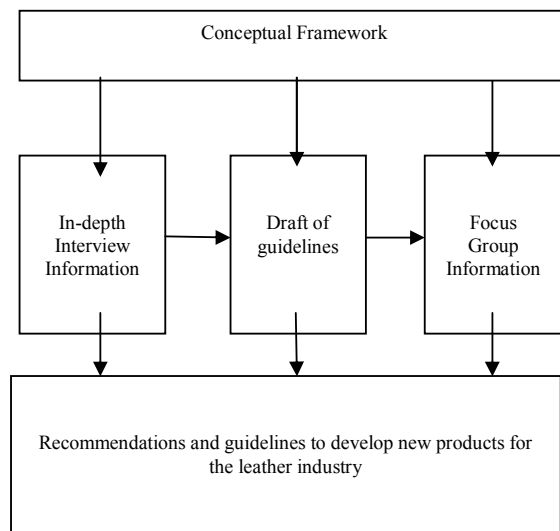 Conceptual Framework
In-depth
Interview
Information
Draft of
guidelines
Focus
Group
Information
Recommendations and guidelines to develop new products for
the leather industry